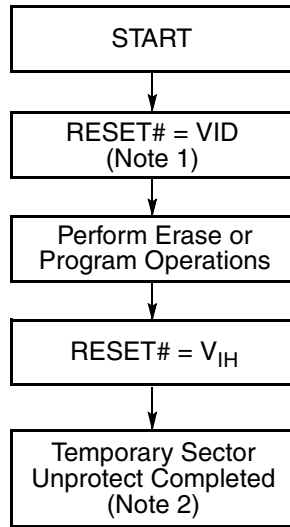 START
RESET# = VID
(Note 1)
Perform Erase or
Program Operations
RESET# = VIH
Temporary Sector
Unprotect Completed
(Note 2)